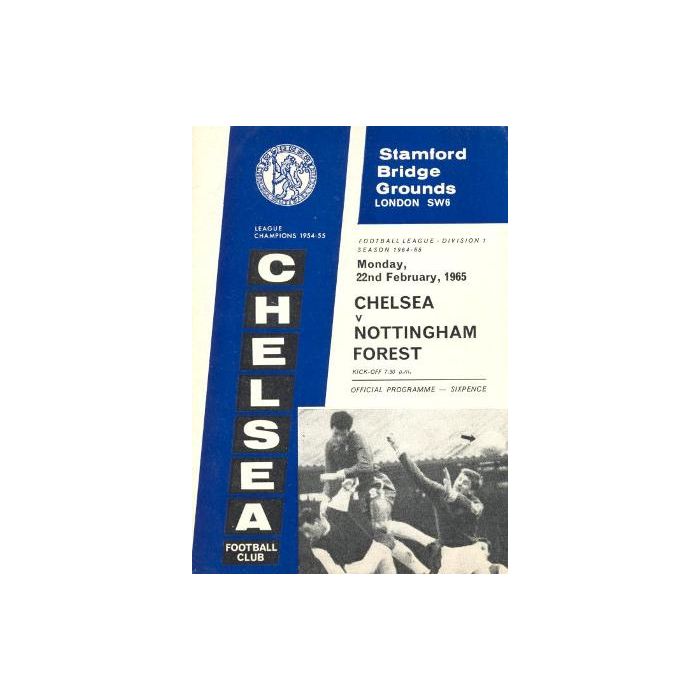 Stamford
Bridge
Grounds
LONDON SW6
LEAGUE
CHAMPIONS 1954-55
CHELSEA
FOOTBALL
CLUB
FOOTBALL LEAGUE - DIVISION 1
SEASON 1964-65
Monday,
22nd February, 1965
CHELSEA
v
NOTTINGHAM
FOREST
KICK-OFF 7.30 p.m.
OFFICIAL PROGRAMME — SIXPENCE